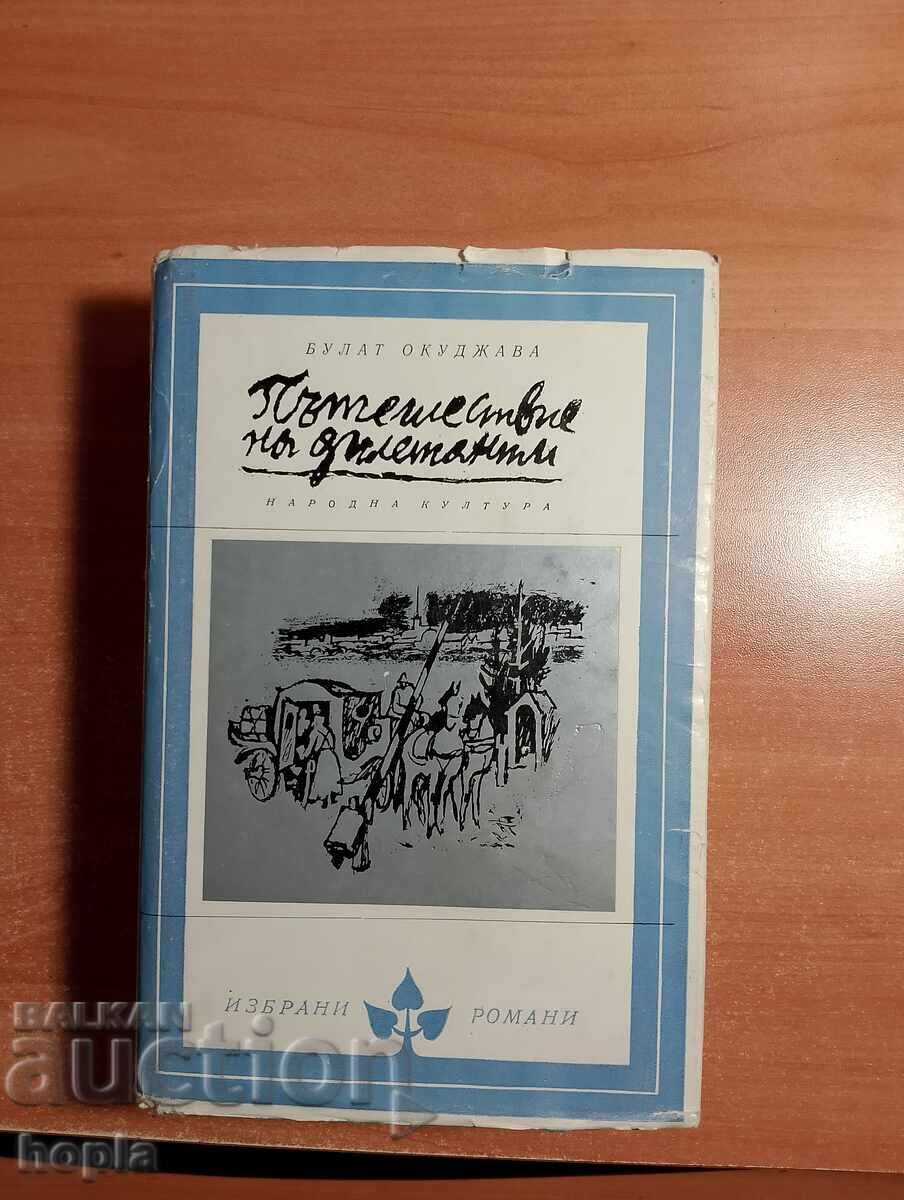 БУЛАТ ОКУДЖАВА
Пътешествие
на дилетанти
НАРОДНА КУЛТУРА
ИЗБРАНИ РОМАНИ
BALKAN
auction
hopla